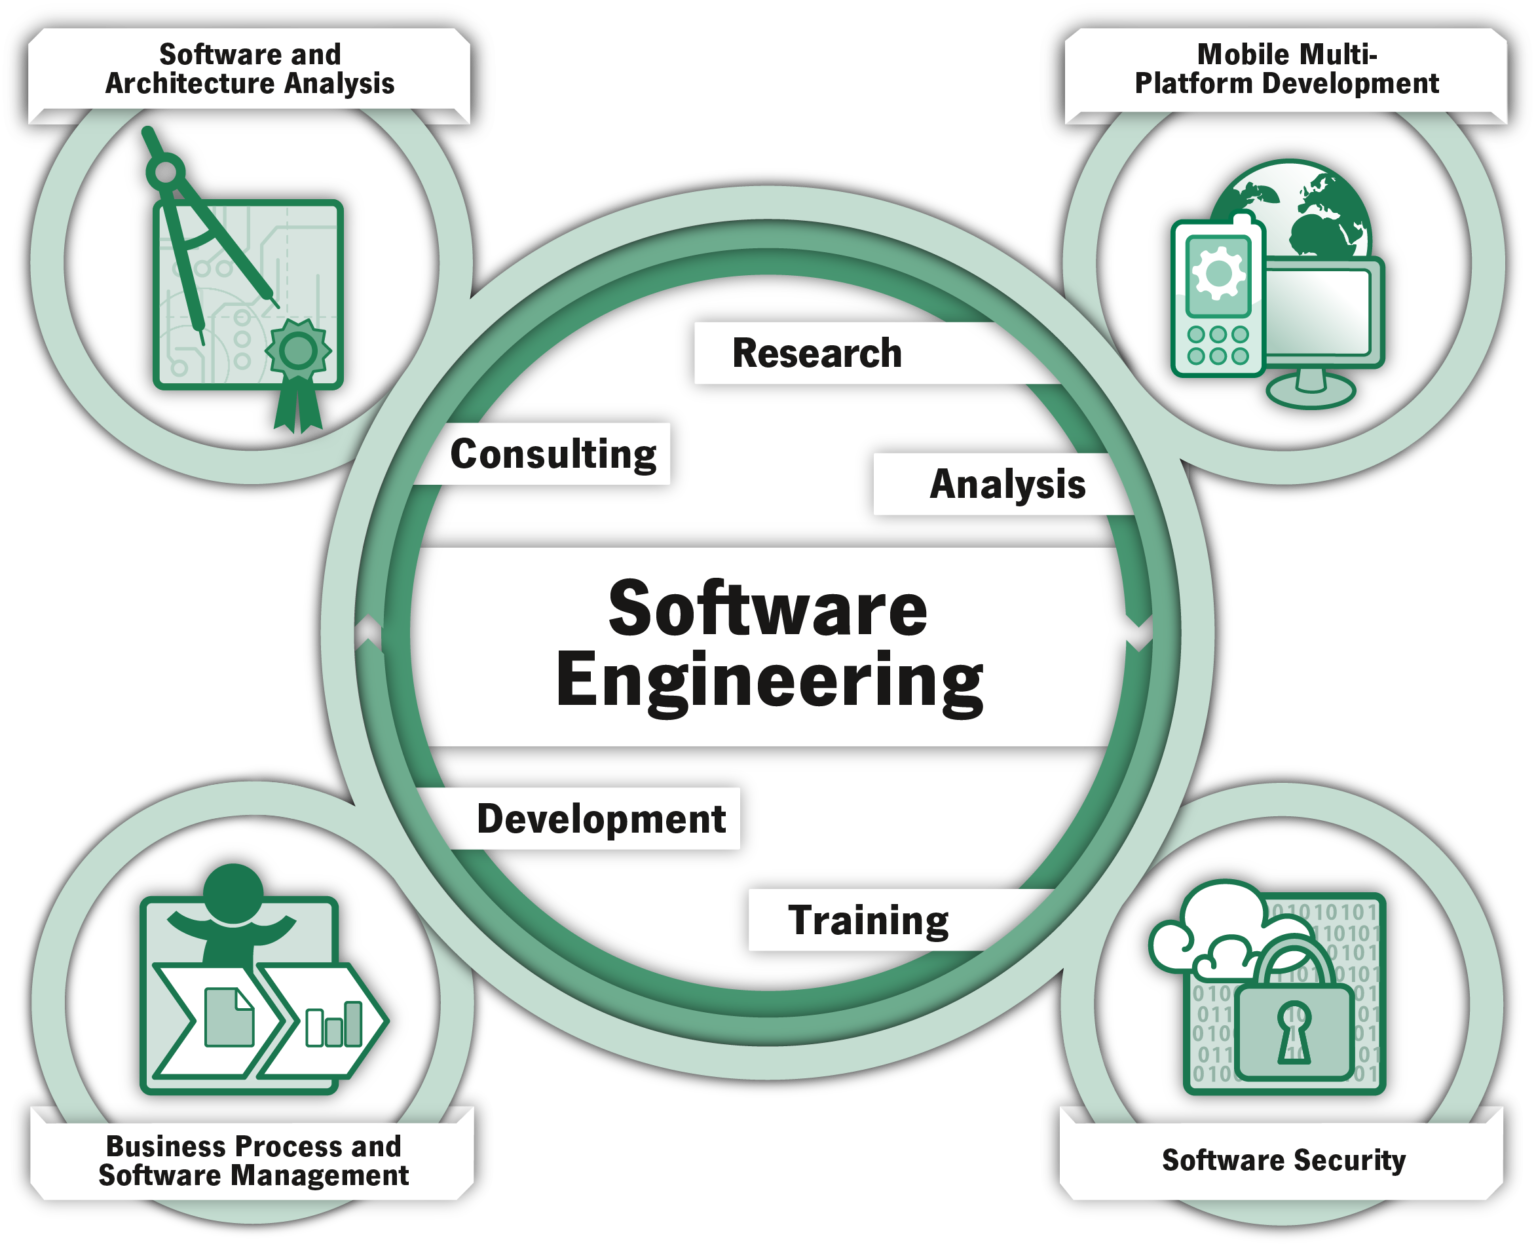 Software and
Architecture Analysis
Mobile Multi-
Platform Development
Research
Consulting
Analysis
Software
Engineering
Development
Training
Business Process and
Software Management
Software Security